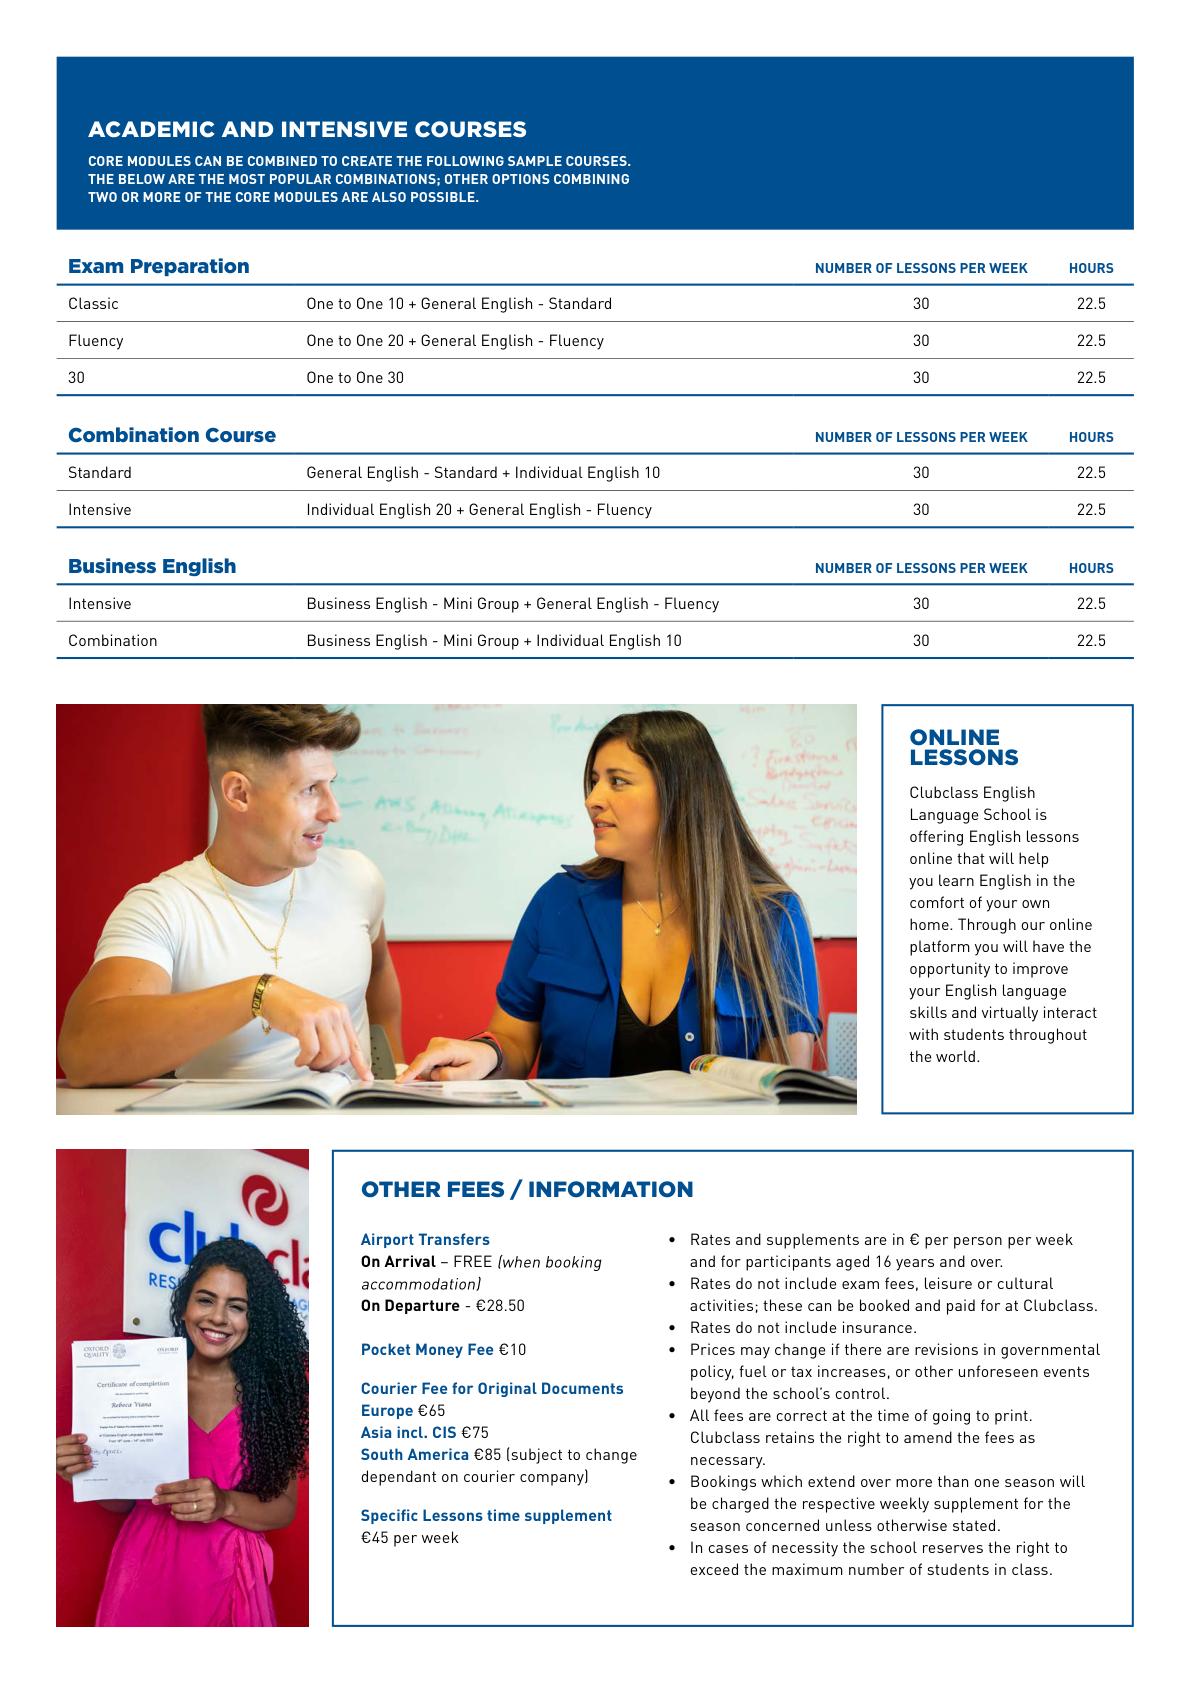 ACADEMIC AND INTENSIVE COURSES
CORE MODULES CAN BE COMBINED TO CREATE THE FOLLOWING SAMPLE COURSES.
THE BELOW ARE THE MOST POPULAR COMBINATIONS; OTHER OPTIONS COMBINING
TWO OR MORE OF THE CORE MODULES ARE ALSO POSSIBLE.
Exam Preparation NUMBER OF LESSONS PER WEEK HOURS
Classic One to One 10 + General English - Standard 30 22.5
Fluency One to One 20 + General English - Fluency 30 22.5
30 One to One 30 30 22.5
Combination Course NUMBER OF LESSONS PER WEEK HOURS
Standard General English - Standard + Individual English 10 30 22.5
Intensive Individual English 20 + General English - Fluency 30 22.5
Business English NUMBER OF LESSONS PER WEEK HOURS
Intensive Business English - Mini Group + General English - Fluency 30 22.5
Combination Business English - Mini Group + Individual English 10 30 22.5
ONLINE
LESSONS
Clubclass English
Language School is
offering English lessons
online that will help
you learn English in the
comfort of your own
home. Through our online
platform you will have the
opportunity to improve
your English language
skills and virtually interact
with students throughout
the world.
OXFORD
QUALITY
OXFORD
Certificate of completion
Rebeca Viana
OTHER FEES / INFORMATION
Airport Transfers
On Arrival – FREE (when booking
accommodation)
On Departure - €28.50
Pocket Money Fee €10
Courier Fee for Original Documents
Europe €65
Asia incl. CIS €75
South America €85 (subject to change
dependant on courier company)
Specific Lessons time supplement
€45 per week
• Rates and supplements are in € per person per week
and for participants aged 16 years and over.
• Rates do not include exam fees, leisure or cultural
activities; these can be booked and paid for at Clubclass.
• Rates do not include insurance.
• Prices may change if there are revisions in governmental
policy, fuel or tax increases, or other unforeseen events
beyond the school's control.
• All fees are correct at the time of going to print.
Clubclass retains the right to amend the fees as
necessary.
• Bookings which extend over more than one season will
be charged the respective weekly supplement for the
season concerned unless otherwise stated.
• In cases of necessity the school reserves the right to
exceed the maximum number of students in class.